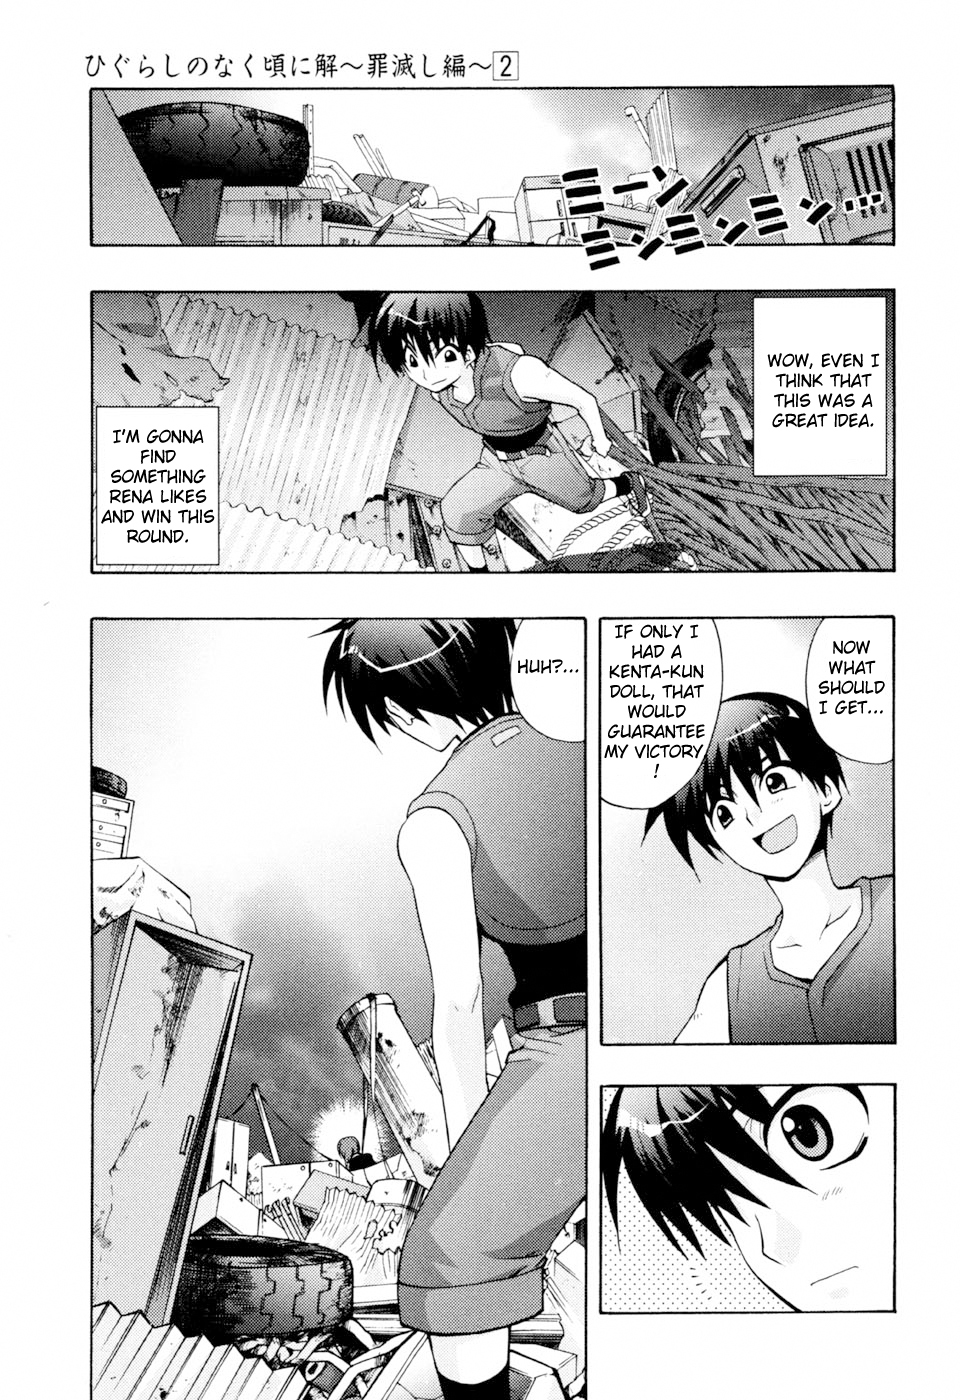 ひぐらしのなく頃に解~罪滅し編~2
ミーン
ミンミンミン…
WOW, EVEN I
THINK THAT
THIS WAS A
GREAT IDEA.
I'M GONNA
FIND
SOMETHING
RENA LIKES
AND WIN THIS
ROUND.
NOW
WHAT
SHOULD
I GET...
IF ONLY I
HAD A
KENTA-KUN
DOLL, THAT
WOULD
GUARANTEE
MY VICTORY
!
HUH?...